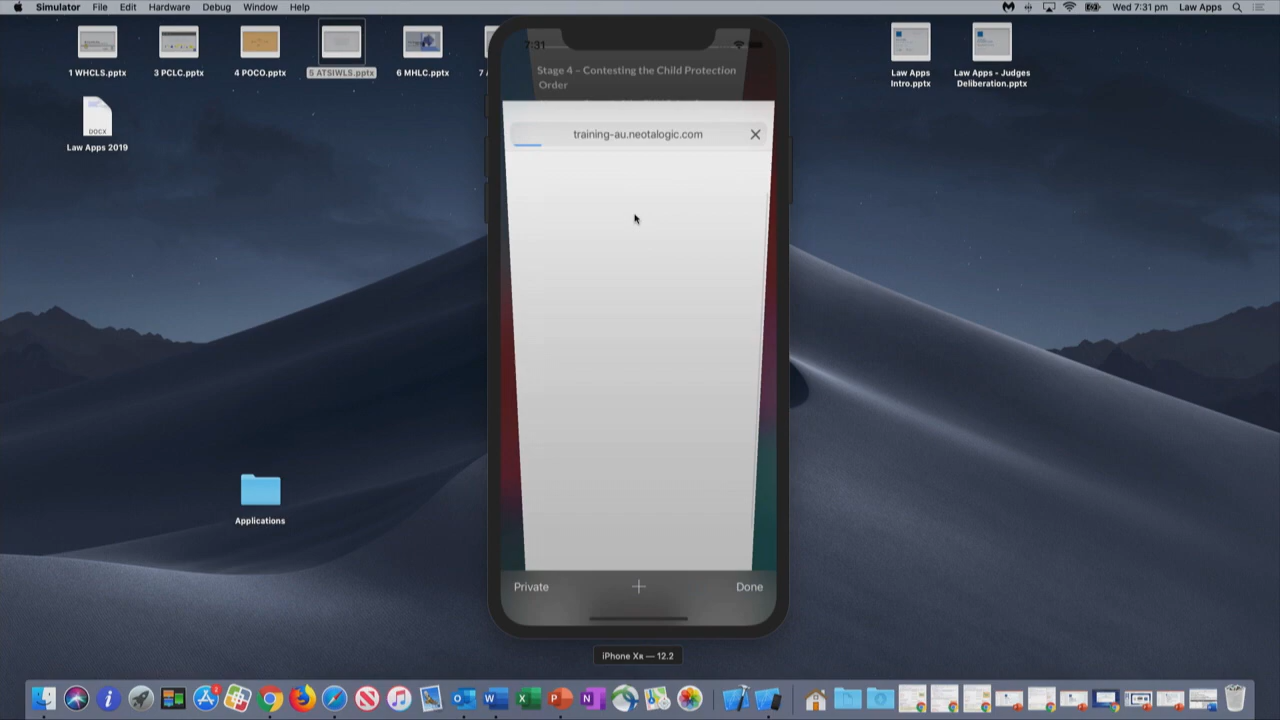 Simulator File Edit Hardware Debug Window Help
Wed 7:31 pm Law Apps
1 WHCLS.pptx
3 PCLC.pptx
4 POCO.pptx
5 ATSIWLS.pptx
6 MHLC.pptx
Law Apps
Intro.pptx
Law Apps - Judges
Deliberation.pptx
DOCX
Law Apps 2019
7:31
Stage 4 – Contesting the Child Protection
Order
training-au.neotalogic.com
Applications
Private
Done
iPhone Xʀ — 12.2